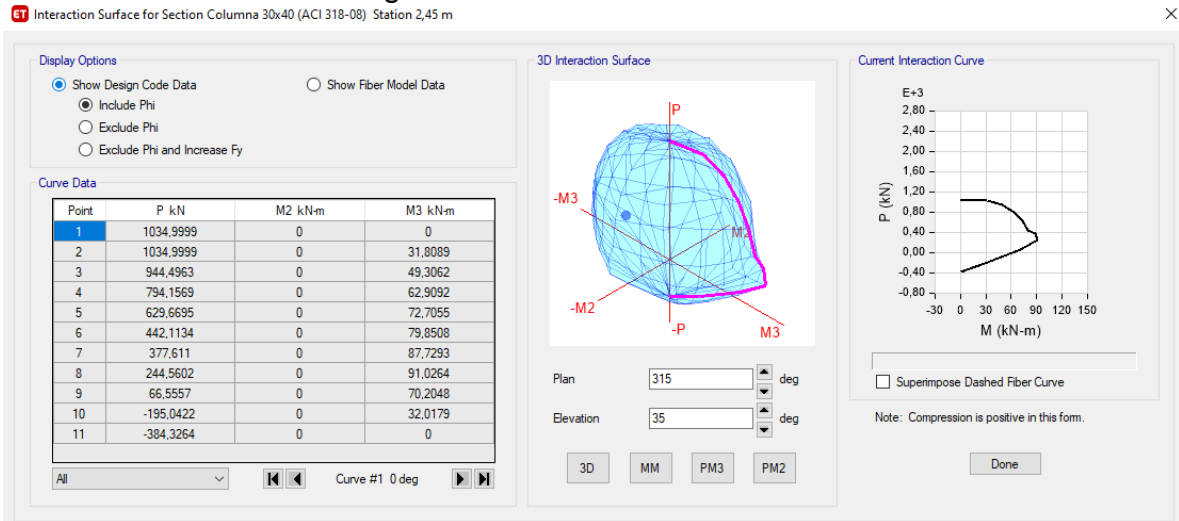 ET Interaction Surface for Section Columna 30x40 (ACI 318-08) Station 2,45 m
Display Options
Show Design Code Data
Show Fiber Model Data
Include Phi
Exclude Phi
Exclude Phi and Increase Fy
Curve Data
Point P kN M2 kN-m M3 kN-m
1 1034,9999 0 0
2 1034,9999 0 31,8089
3 944,4963 0 49,3062
4 794,1569 0 62,9092
5 629,6695 0 72,7055
6 442,1134 0 79,8508
7 377,611 0 87,7293
8 244,5602 0 91,0264
9 66,5557 0 70,2048
10 -195,0422 0 32,0179
11 -384,3264 0 0
All
Curve #1 0 deg
3D Interaction Surface
P
-M3
M2
-M2
-P
M3
Plan 315 deg
Elevation 35 deg
3D MM PM3 PM2
Current Interaction Curve
E+3
2,80
2,40
2,00
1,60
1,20
0,80
0,40
0,00
-0,40
-0,80
P (kN)
-30 0 30 60 90 120 150
M (kN-m)
Superimpose Dashed Fiber Curve
Note: Compression is positive in this form.
Done